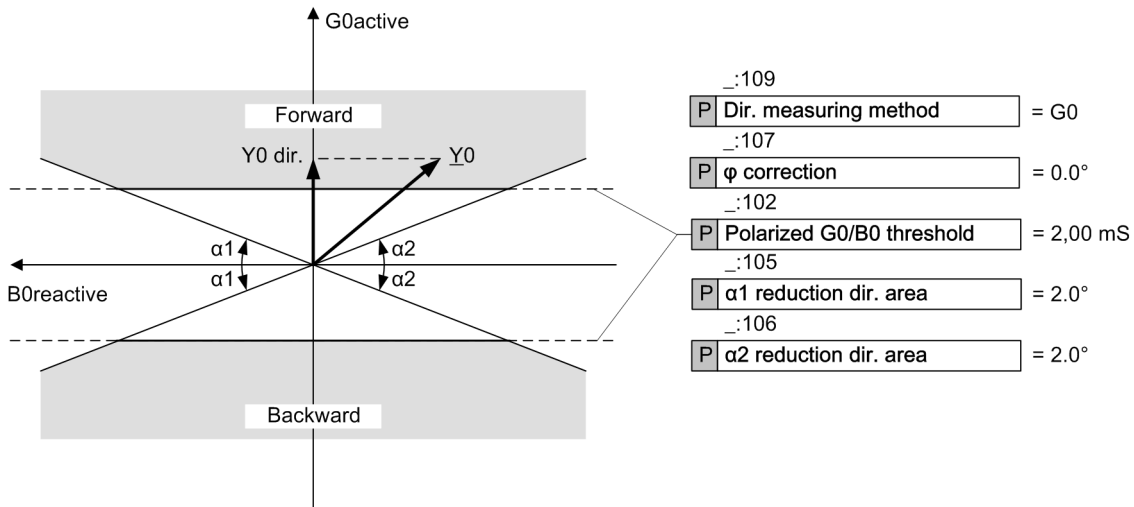 G0active
Forward
Y0 dir.
Y0
α1
α2
α1
α2
B0reactive
Backward
_:109
P Dir. measuring method = G0
_:107
P φ correction = 0.0°
_:102
P Polarized G0/B0 threshold = 2,00 mS
_:105
P α1 reduction dir. area = 2.0°
_:106
P α2 reduction dir. area = 2.0°